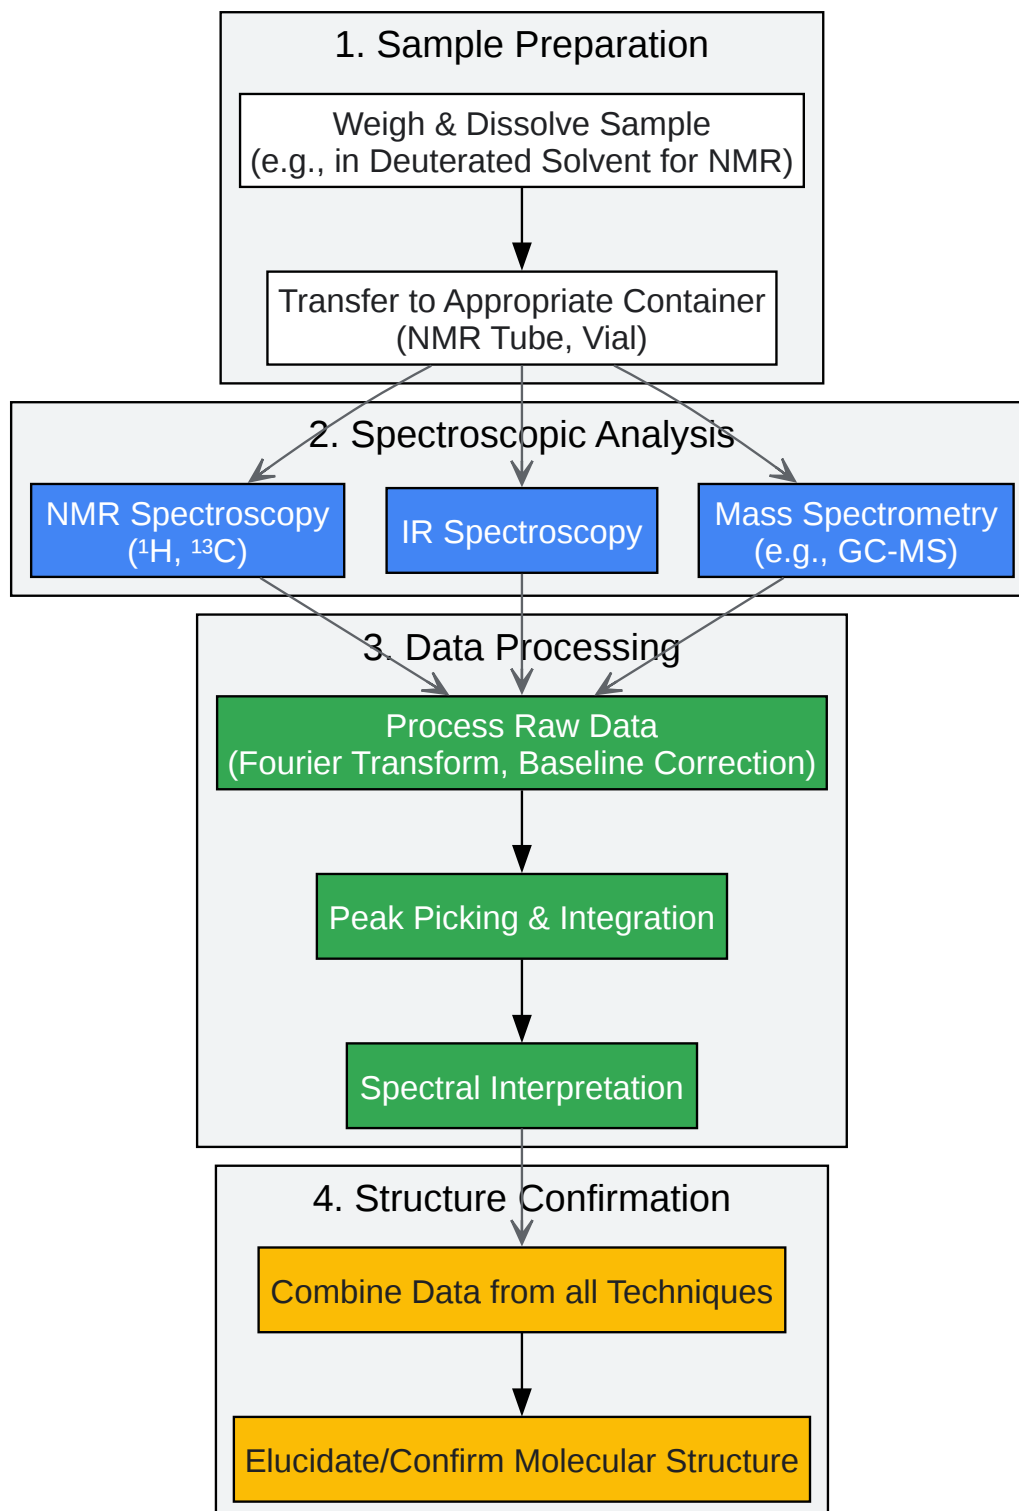 1. Sample Preparation
Weigh & Dissolve Sample
(e.g., in Deuterated Solvent for NMR)
Transfer to Appropriate Container
(NMR Tube, Vial)
2. Spectroscopic Analysis
NMR Spectroscopy
(¹H, ¹³C)
IR Spectroscopy
Mass Spectrometry
(e.g., GC-MS)
3. Data Processing
Process Raw Data
(Fourier Transform, Baseline Correction)
Peak Picking & Integration
Spectral Interpretation
4. Structure Confirmation
Combine Data from all Techniques
Elucidate/Confirm Molecular Structure